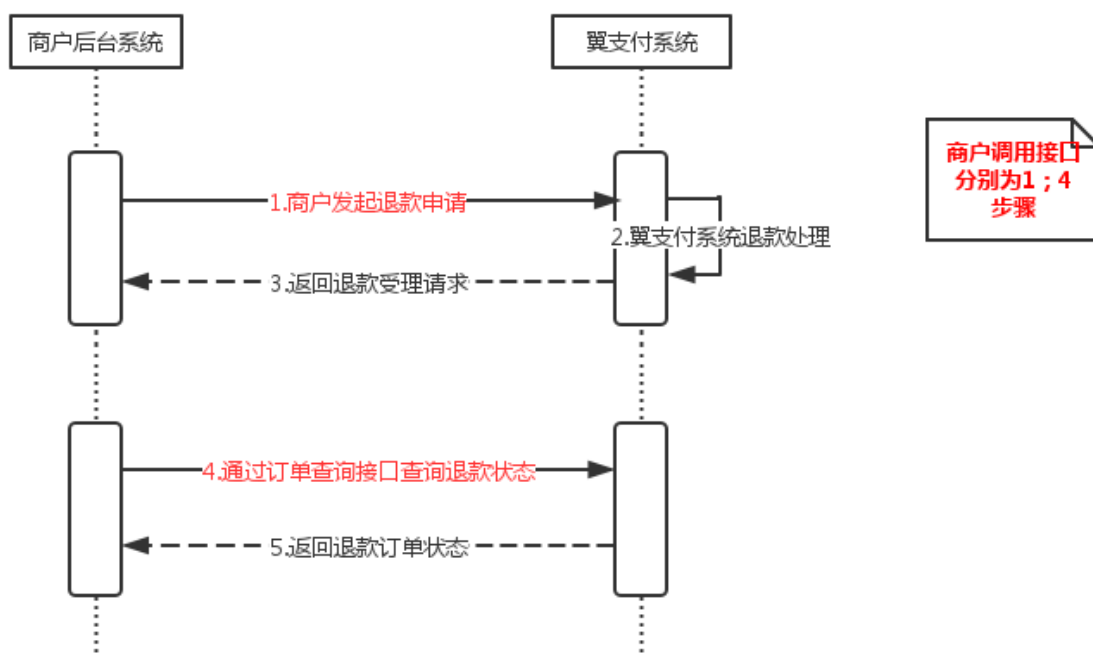 商户后台系统
翼支付系统
商户调用接口
分别为1；4
步骤
1.商户发起退款申请
2.翼支付系统退款处理
3.返回退款受理请求
4.通过订单查询接口查询退款状态
5.返回退款订单状态